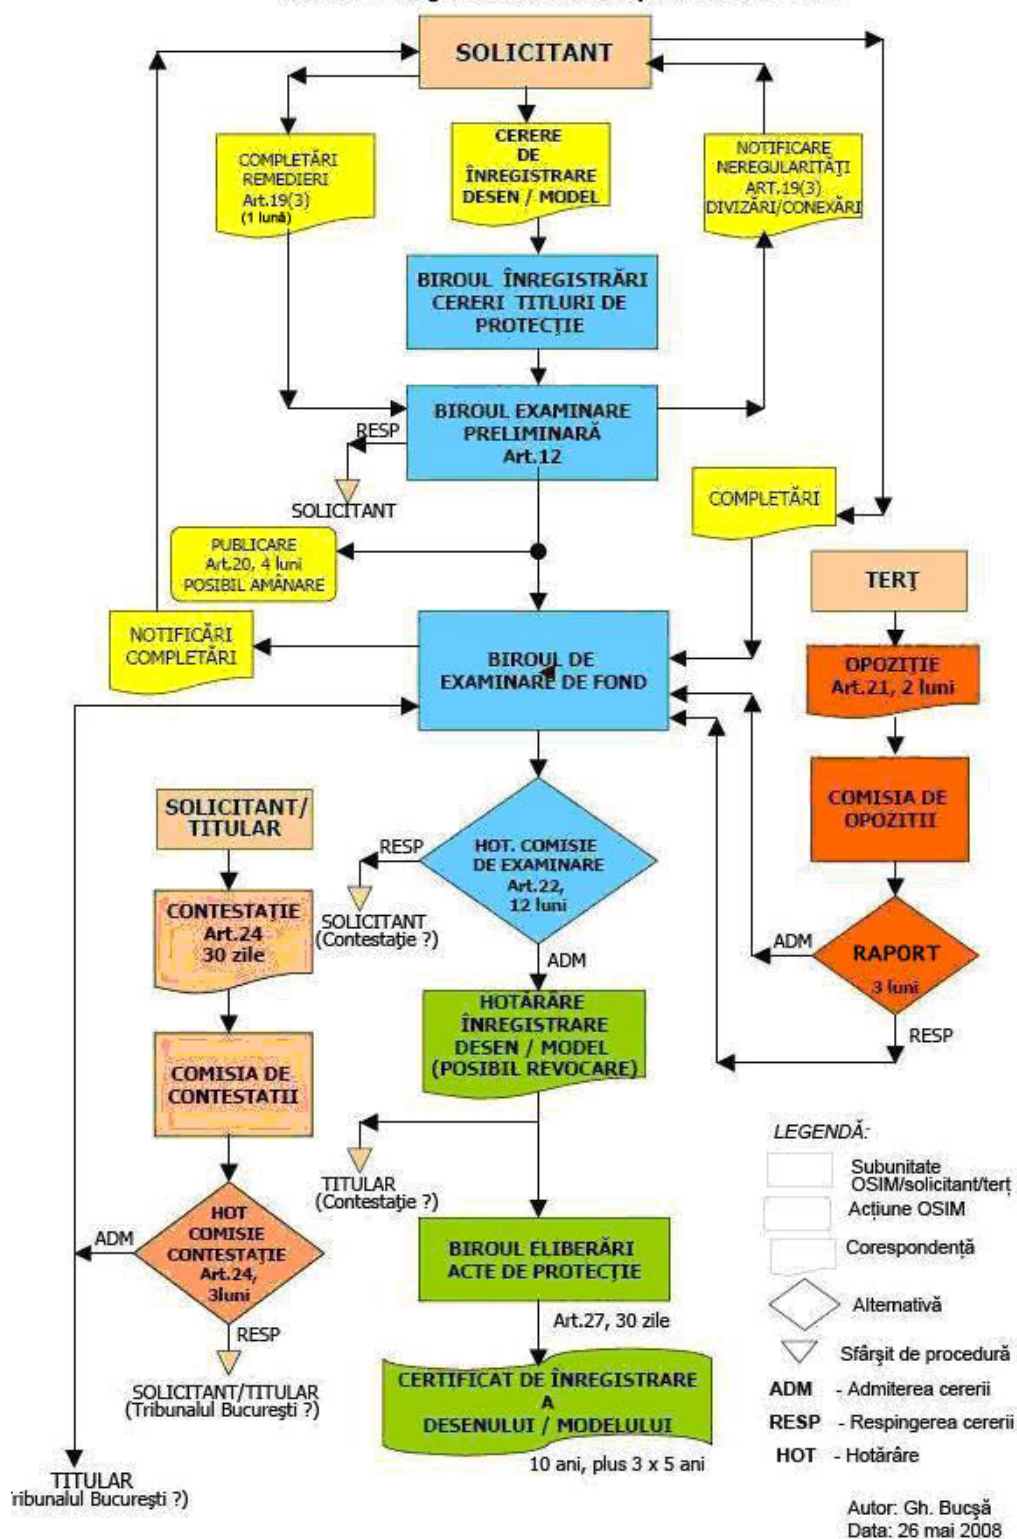 SOLICITANT
COMPLETĂRI
REMEDIERI
Art.19(3)
(1 lună)
CERERE
DE
ÎNREGISTRARE
DESEN / MODEL
NOTIFICARE
NEREGULARITĂŢI
ART.19(3)
DIVIZĂRI/CONEXĂRI
BIROUL ÎNREGISTRĂRI
CERERI TITLURI DE
PROTECŢIE
BIROUL EXAMINARE
PRELIMINARĂ
Art.12
RESP
SOLICITANT
COMPLETĂRI
PUBLICARE
Art.20, 4 luni
POSIBIL AMÂNARE
TERŢ
NOTIFICĂRI
COMPLETĂRI
BIROUL DE
EXAMINARE DE FOND
OPOZIŢIE
Art.21, 2 luni
COMISIA DE
OPOZITII
SOLICITANT/
TITULAR
HOT. COMISIE
DE EXAMINARE
Art.22,
12 luni
RESP
SOLICITANT
(Contestaţie ?)
ADM
CONTESTAŢIE
Art.24
30 zile
RAPORT
3 luni
ADM
RESP
HOTĂRÂRE
ÎNREGISTRARE
DESEN / MODEL
(POSIBIL REVOCARE)
COMISIA DE
CONTESTATII
TITULAR
(Contestaţie ?)
HOT
COMISIE
CONTESTAŢIE
Art.24,
3luni
ADM
RESP
SOLICITANT/TITULAR
(Tribunalul Bucureşti ?)
BIROUL ELIBERĂRI
ACTE DE PROTECŢIE
Art.27, 30 zile
CERTIFICAT DE ÎNREGISTRARE
A
DESENULUI / MODELULUI
10 ani, plus 3 x 5 ani
TITULAR
ribunalul Bucureşti ?)
LEGENDĂ:
Subunitate
OSIM/solicitant/terţ
Acţiune OSIM
Corespondenţă
Alternativă
Sfârşit de procedură
ADM - Admiterea cererii
RESP - Respingerea cererii
HOT - Hotărâre
Autor: Gh. Bucşă
Data: 26 mai 2008